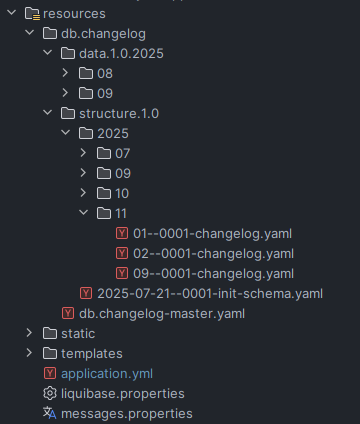 resources
db.changelog
data.1.0.2025
08
09
structure.1.0
2025
07
09
10
11
01--0001-changelog.yaml
02--0001-changelog.yaml
09--0001-changelog.yaml
2025-07-21--0001-init-schema.yaml
db.changelog-master.yaml
static
templates
application.yml
liquibase.properties
messages.properties